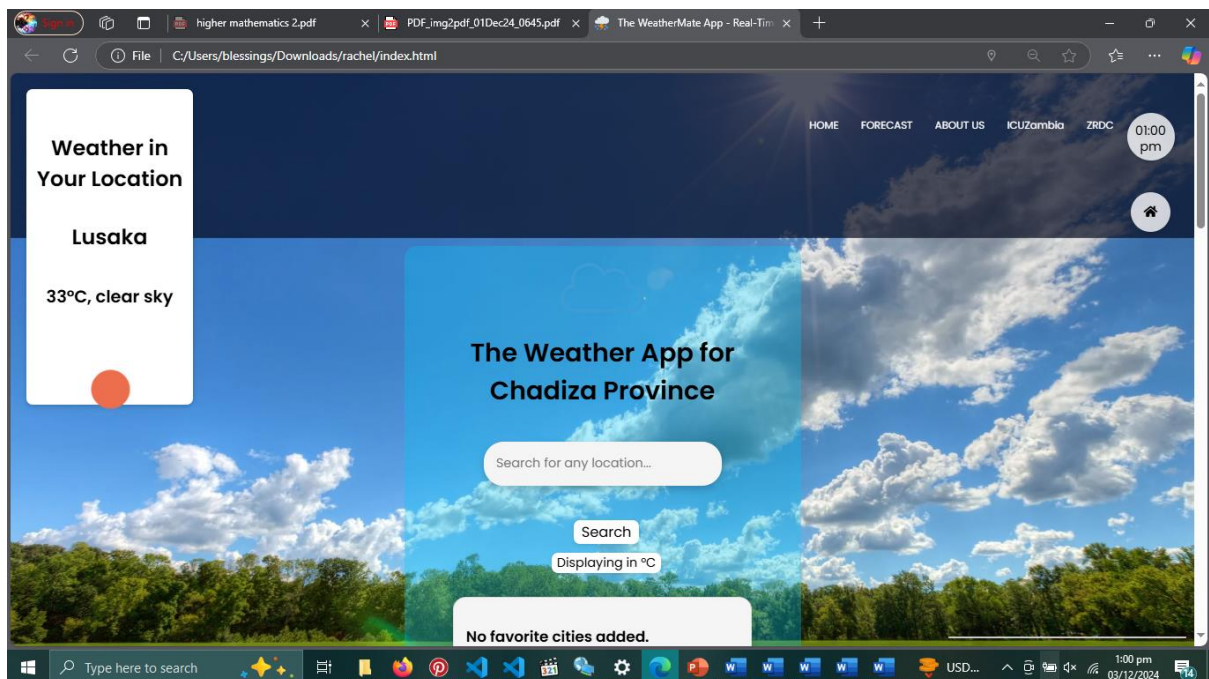 Sign in
higher mathematics 2.pdf
PDF_img2pdf_01Dec24_0645.pdf
The WeatherMate App - Real-Tim
File
C:/Users/blessings/Downloads/rachel/index.html
HOME FORECAST ABOUT US ICUZambia ZRDC
01:00
pm
Weather in
Your Location
Lusaka
33°C, clear sky
The Weather App for
Chadiza Province
Search for any location...
Search
Displaying in °C
No favorite cities added.
Type here to search
USD...
1:00 pm
03/12/2024
14